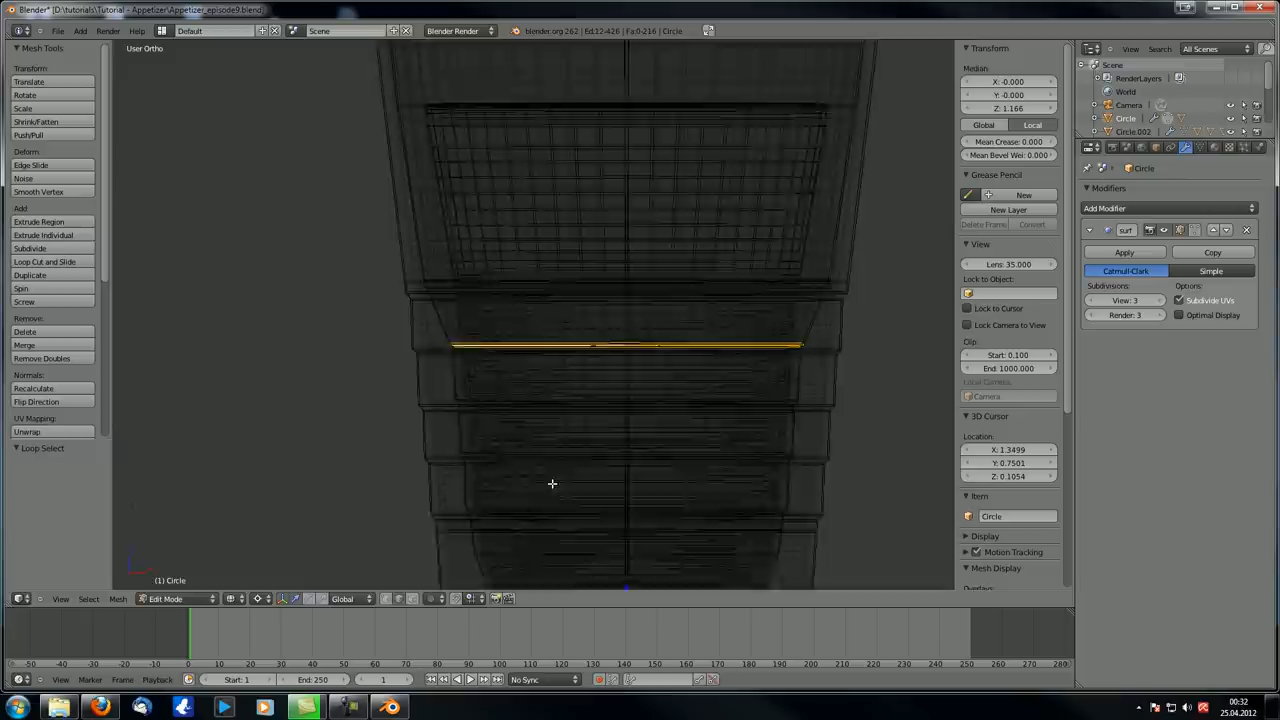 Blender* [D:\tutorials\Tutorial - Appetizer\Appetizer_episode9.blend]
File Add Render Help Default Scene Blender Render blender.org 262 | Ed:12-426 | Fa:0-216 | Circle
View Search All Scenes
Mesh Tools
Transform:
Translate
Rotate
Scale
Shrink/Fatten
Push/Pull
Deform:
Edge Slide
Noise
Smooth Vertex
Add:
Extrude Region
Extrude Individual
Subdivide
Loop Cut and Slide
Duplicate
Spin
Screw
Remove:
Delete
Merge
Remove Doubles
Normals:
Recalculate
Flip Direction
UV Mapping:
Unwrap
Loop Select
User Ortho
(1) Circle
Transform
Median:
X: -0.000
Y: -0.000
Z: 1.166
Global Local
Mean Crease: 0.000
Mean Bevel Wei: 0.000
Grease Pencil
New
New Layer
Delete Frame Convert
View
Lens: 35.000
Lock to Object:
Lock to Cursor
Lock Camera to View
Clip:
Start: 0.100
End: 1000.000
Local Camera:
Camera
3D Cursor
Location:
X: 1.3499
Y: 0.7501
Z: 0.1054
Item
Circle
Display
Motion Tracking
Mesh Display
Overlays:
Scene
RenderLayers
World
Camera
Circle
Circle.002
Circle
Modifiers
Add Modifier
surf
Apply Copy
Catmull-Clark Simple
Subdivisions: Options:
View: 3 Subdivide UVs
Render: 3 Optimal Display
View Select Mesh Edit Mode Global
-50 -40 -30 -20 -10 0 10 20 30 40 50 60 70 80 90 100 110 120 130 140 150 160 170 180 190 200 210 220 230 240 250 260 270 280
View Marker Frame Playback Start: 1 End: 250 1 No Sync
00:32
25.04.2012